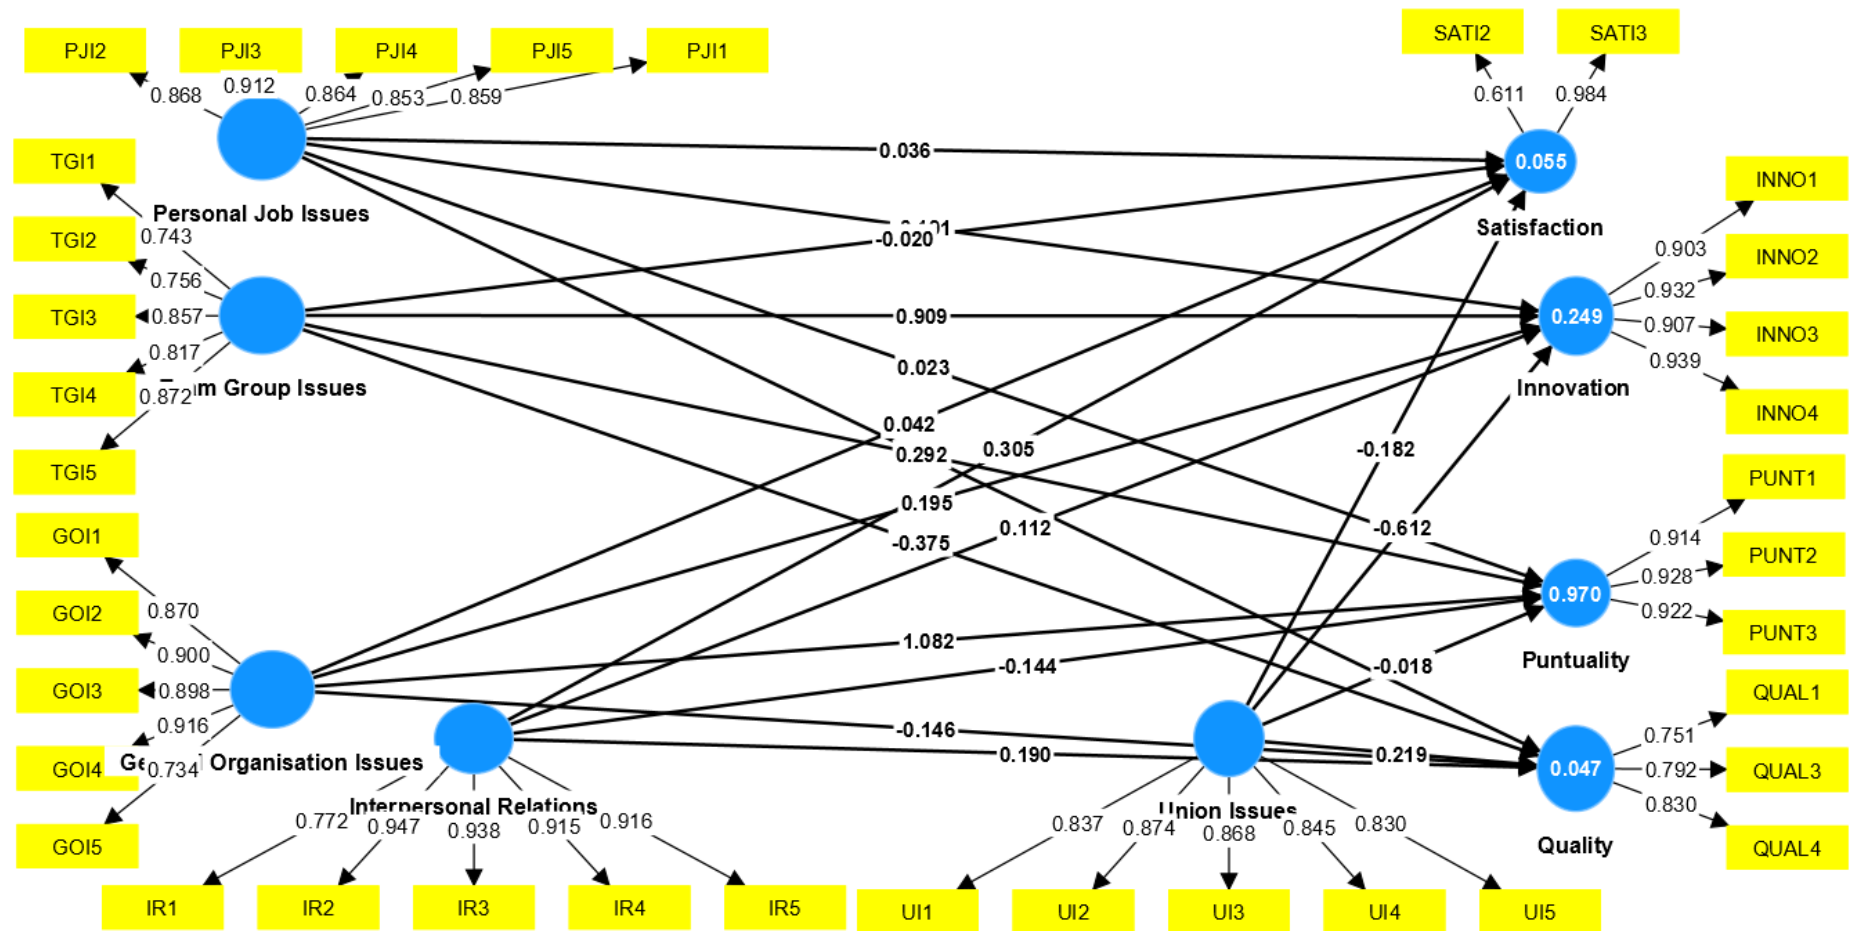 PJI2
PJI3
PJI4
PJI5
PJI1
0.868
0.912
0.864
0.853
0.859
Personal Job Issues
TGI1
TGI2
TGI3
TGI4
TGI5
0.743
0.756
0.857
0.817
0.872
Group Issues
GOI1
GOI2
GOI3
GOI4
GOI5
0.870
0.900
0.898
0.916
0.734
Organisation Issues
Interpersonal Relations
0.772
0.947
0.938
0.915
0.916
IR1
IR2
IR3
IR4
IR5
Union Issues
0.837
0.874
0.868
0.845
0.830
UI1
UI2
UI3
UI4
UI5
0.036
-0.020
0.909
0.023
0.042
0.292
0.305
0.195
0.112
-0.375
1.082
-0.144
-0.146
0.190
-0.182
-0.612
-0.018
0.219
SATI2
SATI3
0.611
0.984
0.055
Satisfaction
INNO1
INNO2
INNO3
INNO4
0.903
0.932
0.907
0.939
0.249
Innovation
PUNT1
PUNT2
PUNT3
0.914
0.928
0.922
0.970
Puntuality
QUAL1
QUAL3
QUAL4
0.751
0.792
0.830
0.047
Quality